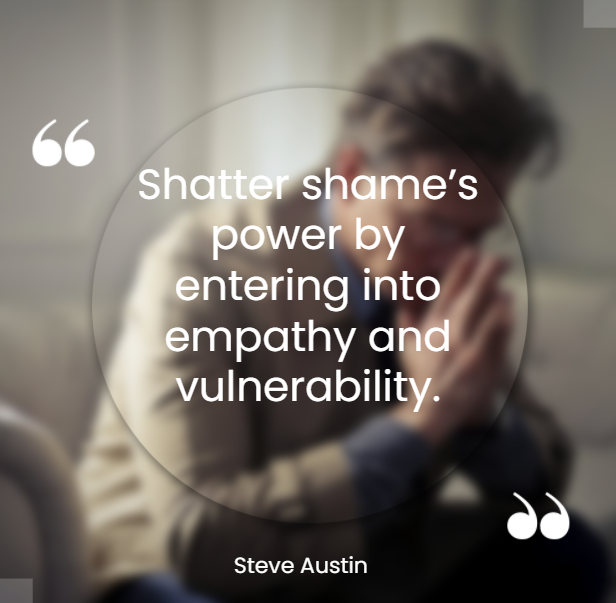 “
Shatter shame’s
power by
entering into
empathy and
vulnerability.
”
Steve Austin